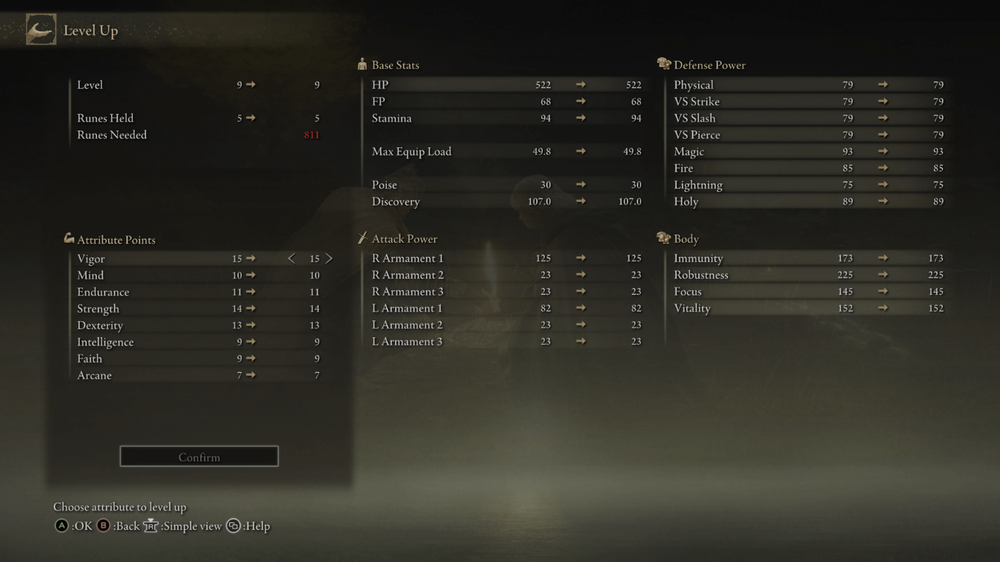 Level Up
Level 9 → 9
Runes Held 5 → 5
Runes Needed 811
Attribute Points
Vigor 15 → < 15 >
Mind 10 → 10
Endurance 11 → 11
Strength 14 → 14
Dexterity 13 → 13
Intelligence 9 → 9
Faith 9 → 9
Arcane 7 → 7
Confirm
Base Stats
HP 522 → 522
FP 68 → 68
Stamina 94 → 94
Max Equip Load 49.8 → 49.8
Poise 30 → 30
Discovery 107.0 → 107.0
Attack Power
R Armament 1 125 → 125
R Armament 2 23 → 23
R Armament 3 23 → 23
L Armament 1 82 → 82
L Armament 2 23 → 23
L Armament 3 23 → 23
Defense Power
Physical 79 → 79
VS Strike 79 → 79
VS Slash 79 → 79
VS Pierce 79 → 79
Magic 93 → 93
Fire 85 → 85
Lightning 75 → 75
Holy 89 → 89
Body
Immunity 173 → 173
Robustness 225 → 225
Focus 145 → 145
Vitality 152 → 152
Choose attribute to level up
A :OK B :Back R :Simple view :Help